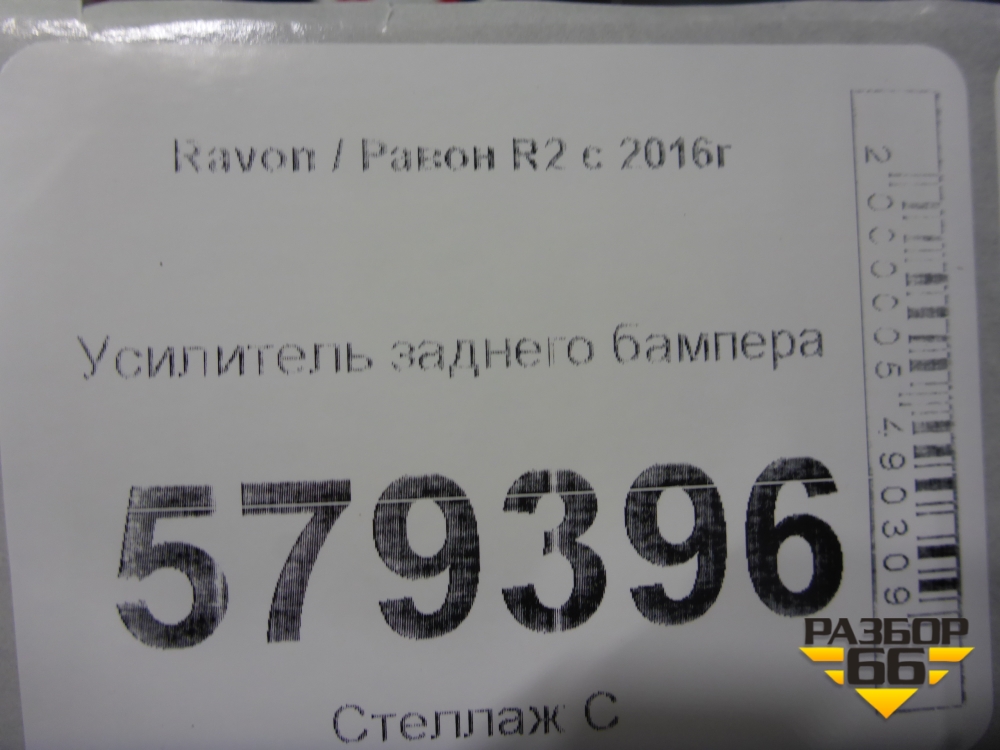 Ravon / Равон R2 с 2016г
Усилитель заднего бампера
579396
Стеллаж С
2000005490309
РАЗБОР
66